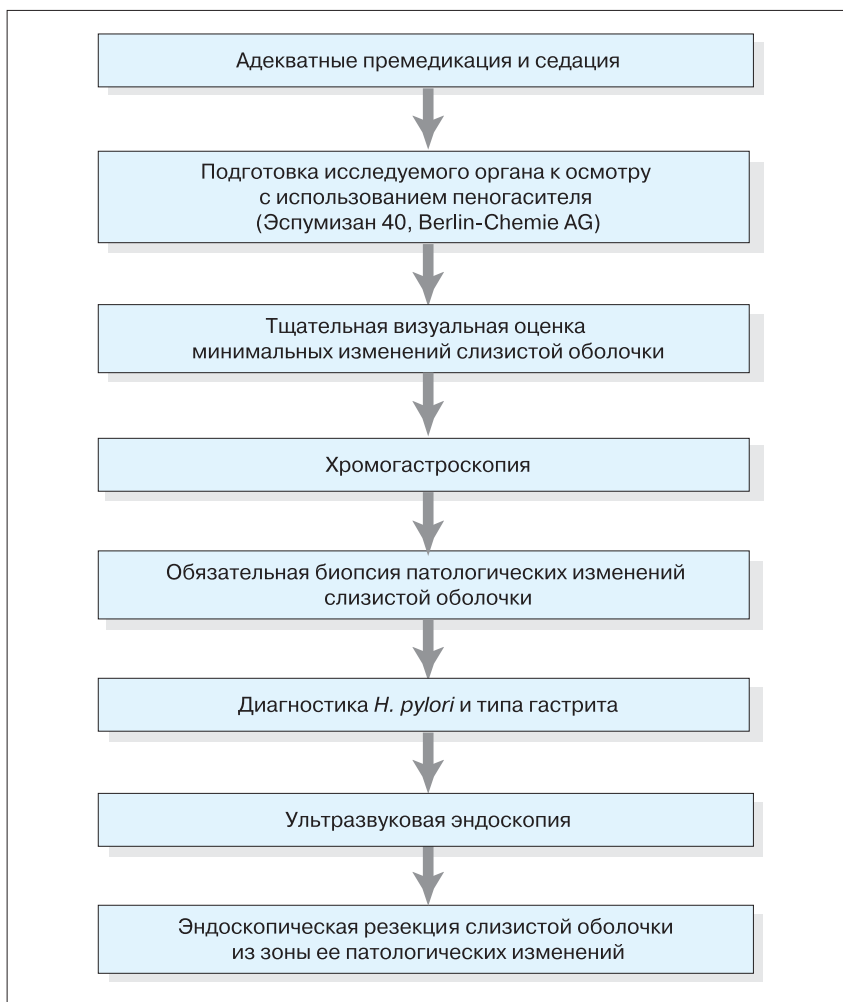 Адекватные премедикация и седация
Подготовка исследуемого органа к осмотру
с использованием пеногасителя
(Эспумизан 40, Berlin-Chemie AG)
Тщательная визуальная оценка
минимальных изменений слизистой оболочки
Хромогастроскопия
Обязательная биопсия патологических изменений
слизистой оболочки
Диагностика H. pylori и типа гастрита
Ультразвуковая эндоскопия
Эндоскопическая резекция слизистой оболочки
из зоны ее патологических изменений